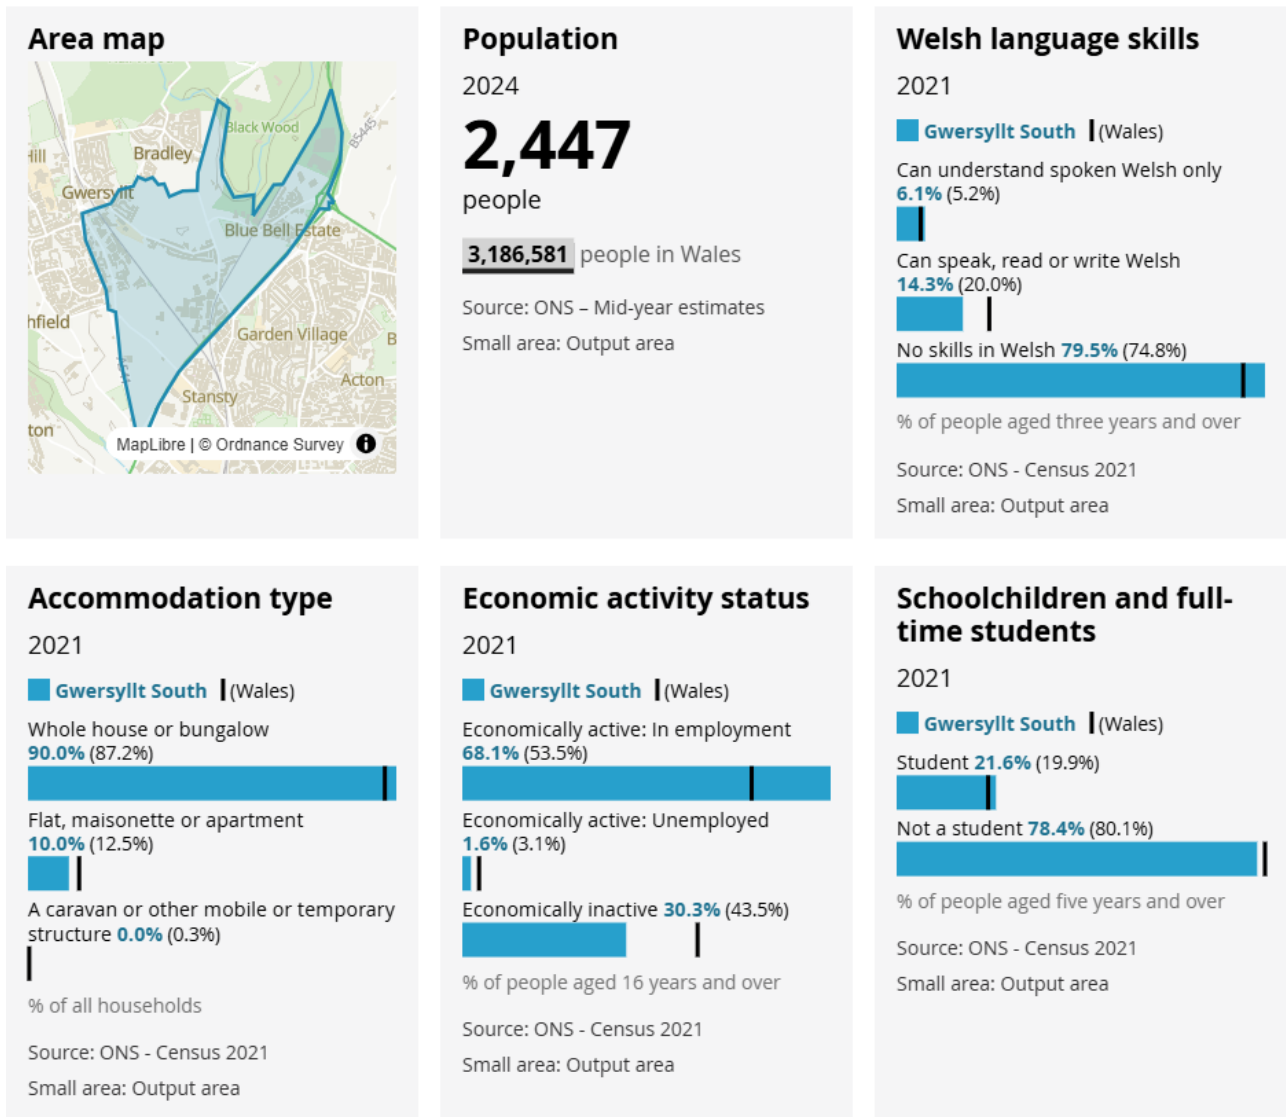 Area map
Black Wood
B5445
Bradley
Hill
Gwersyllt
Blue Bell Estate
hfield
Garden Village
B
A541
Acton
Stansty
ton
MapLibre | © Ordnance Survey
Population
2024
2,447
people
3,186,581 people in Wales
Source: ONS – Mid-year estimates
Small area: Output area
Welsh language skills
2021
Gwersyllt South (Wales)
Can understand spoken Welsh only
6.1% (5.2%)
Can speak, read or write Welsh
14.3% (20.0%)
No skills in Welsh 79.5% (74.8%)
% of people aged three years and over
Source: ONS - Census 2021
Small area: Output area
Accommodation type
2021
Gwersyllt South (Wales)
Whole house or bungalow
90.0% (87.2%)
Flat, maisonette or apartment
10.0% (12.5%)
A caravan or other mobile or temporary
structure 0.0% (0.3%)
% of all households
Source: ONS - Census 2021
Small area: Output area
Economic activity status
2021
Gwersyllt South (Wales)
Economically active: In employment
68.1% (53.5%)
Economically active: Unemployed
1.6% (3.1%)
Economically inactive 30.3% (43.5%)
% of people aged 16 years and over
Source: ONS - Census 2021
Small area: Output area
Schoolchildren and full-
time students
2021
Gwersyllt South (Wales)
Student 21.6% (19.9%)
Not a student 78.4% (80.1%)
% of people aged five years and over
Source: ONS - Census 2021
Small area: Output area